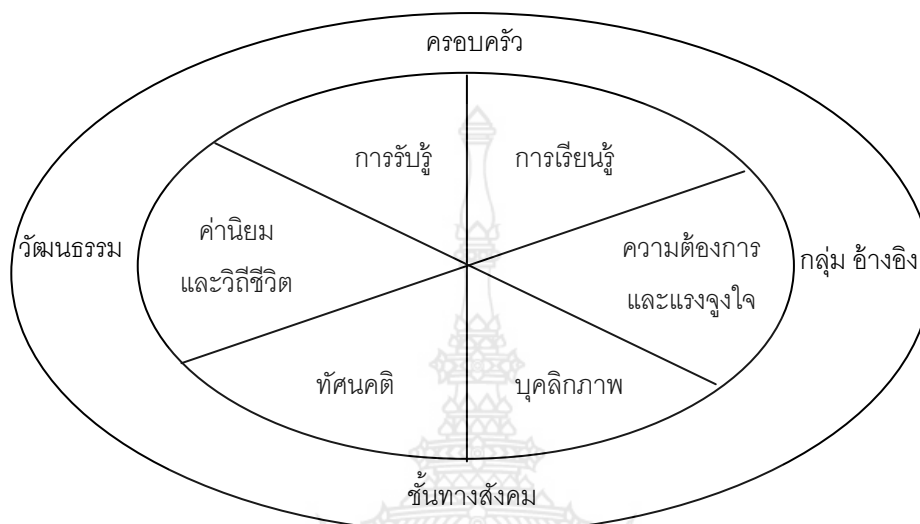 ครอบครัว
การรับรู้
การเรียนรู้
วัฒนธรรม
ค่านิยม
และวิถีชีวิต
ความต้องการ
และแรงจูงใจ
กลุ่ม อ้างอิง
ทัศนคติ
บุคลิกภาพ
ชั้นทางสังคม